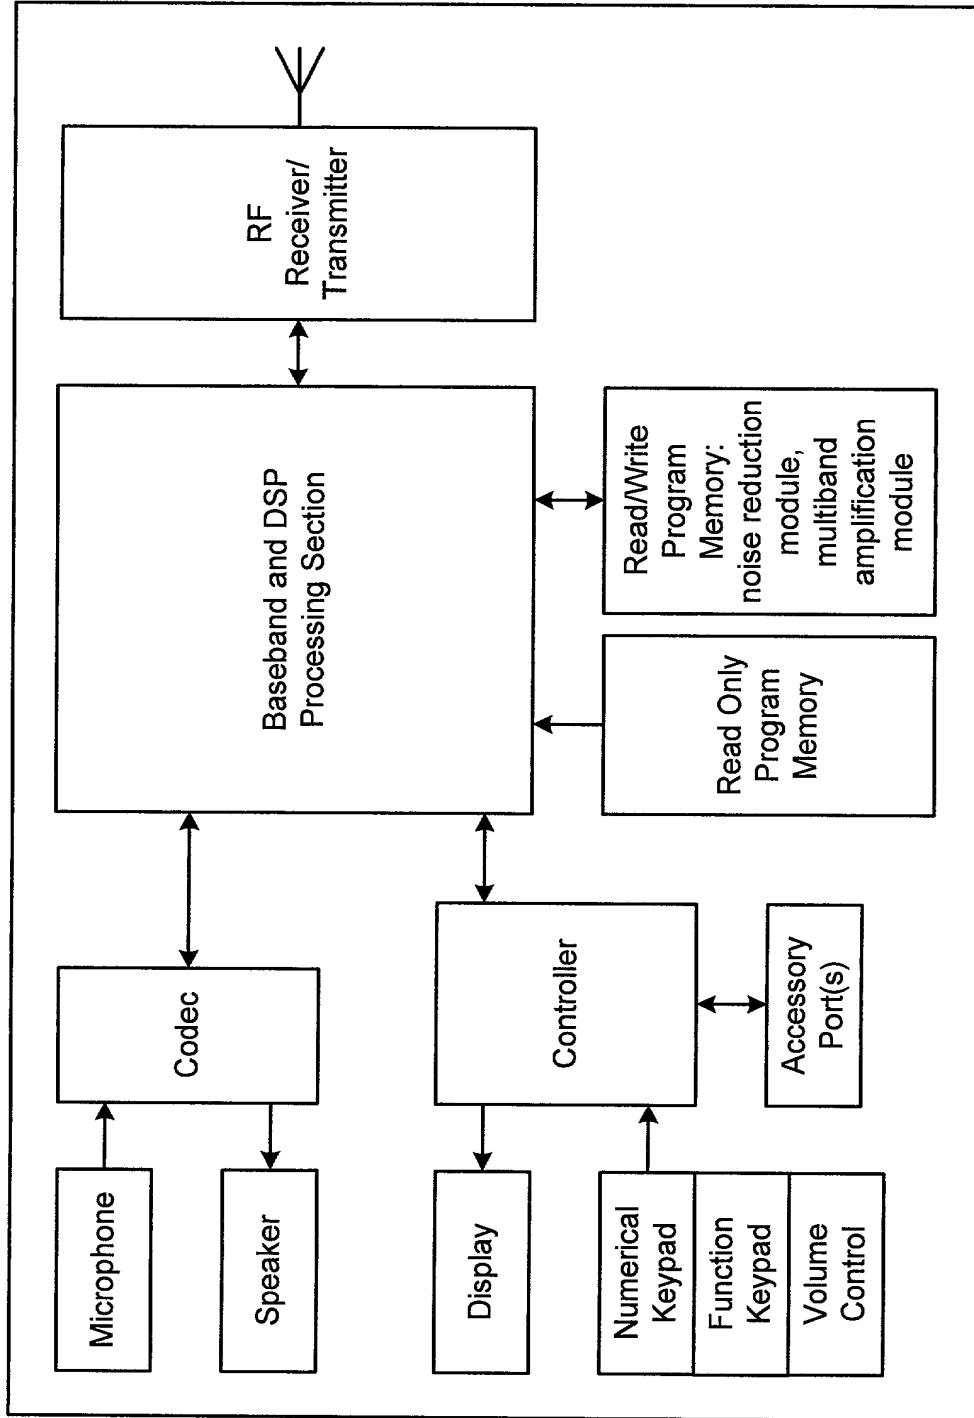 Microphone
Speaker
Display
Numerical
Keypad
Function
Keypad
Volume
Control
Codec
Controller
Accessory
Port(s)
Baseband and DSP
Processing Section
Read Only
Program
Memory
Read/Write
Program
Memory:
noise reduction
module,
multiband
amplification
module
RF
Receiver/
Transmitter